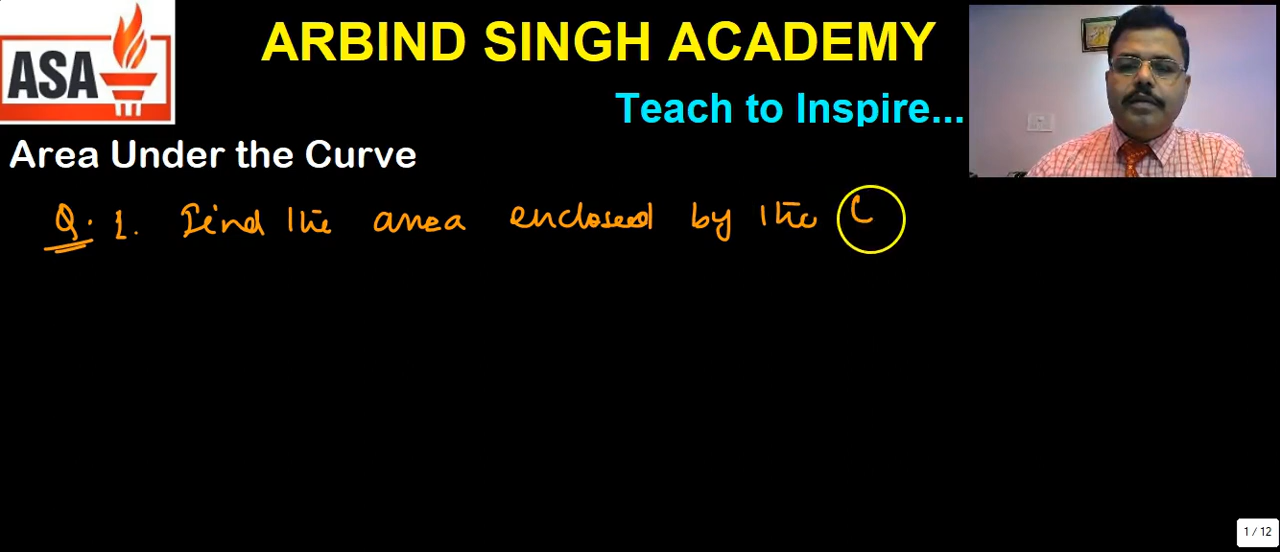 ASA
ARBIND SINGH ACADEMY
Teach to Inspire...
Area Under the Curve
Q. 1. Find the area enclosed by the C
1 / 12